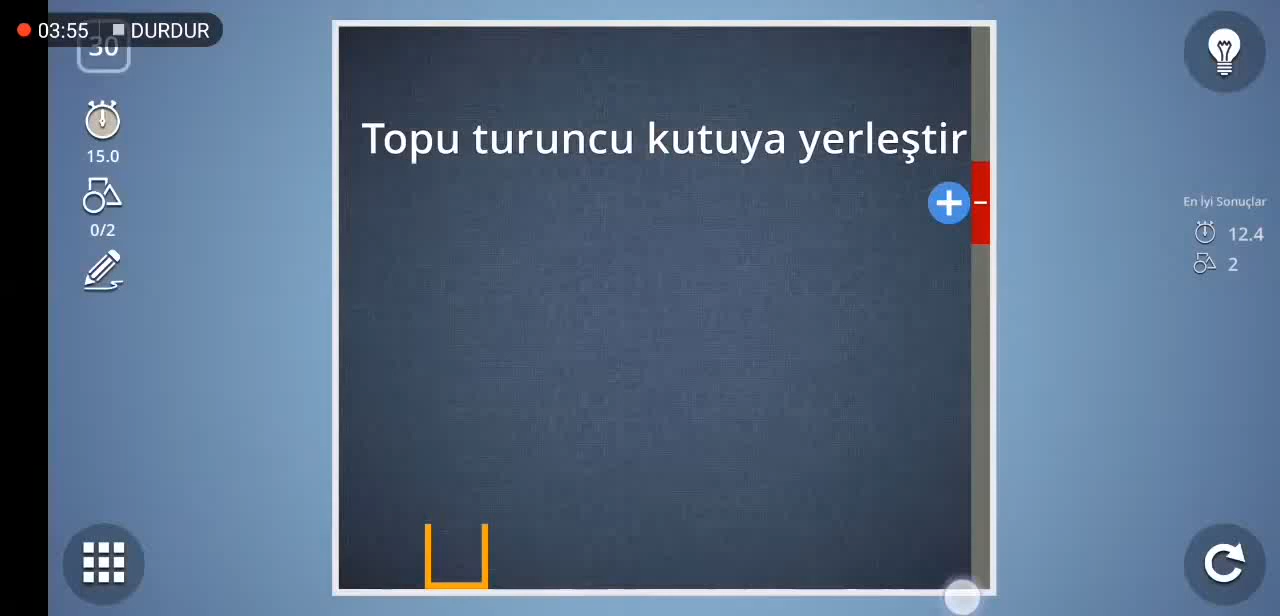 03:55 DURDUR
30
15.0
0/2
Topu turuncu kutuya yerleştir
+ −
En İyi Sonuçlar
12.4
2